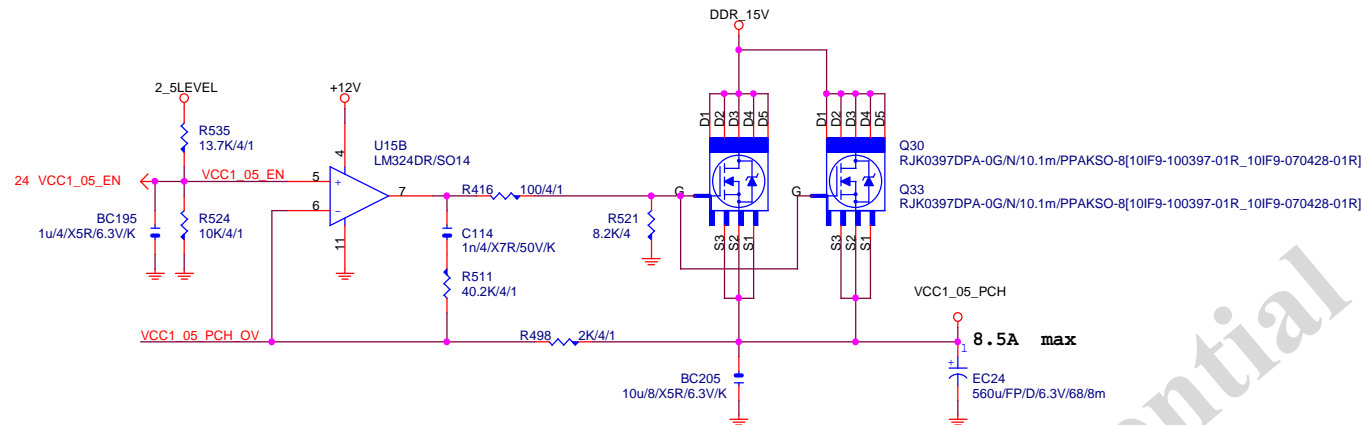 DDR_15V
2_5LEVEL
+12V
R535
13.7K/4/1
U15B
LM324DR/SO14
D1 D2 D3 D4 D5
D1 D2 D3 D4 D5
Q30
RJK0397DPA-0G/N/10.1m/PPAKSO-8[10IF9-100397-01R_10IF9-070428-01R]
Q33
RJK0397DPA-0G/N/10.1m/PPAKSO-8[10IF9-100397-01R_10IF9-070428-01R]
24 VCC1_05_EN
VCC1_05_EN
4
5
+
6
-
7
11
R416 100/4/1
G
G
BC195
1u/4/X5R/6.3V/K
R524
10K/4/1
C114
1n/4/X7R/50V/K
R521
8.2K/4
S3 S2 S1
S3 S2 S1
R511
40.2K/4/1
VCC1_05_PCH
VCC1_05_PCH_OV
R498 2K/4/1
8.5A max
1
+
BC205
10u/8/X5R/6.3V/K
EC24
560u/FP/D/6.3V/68/8m